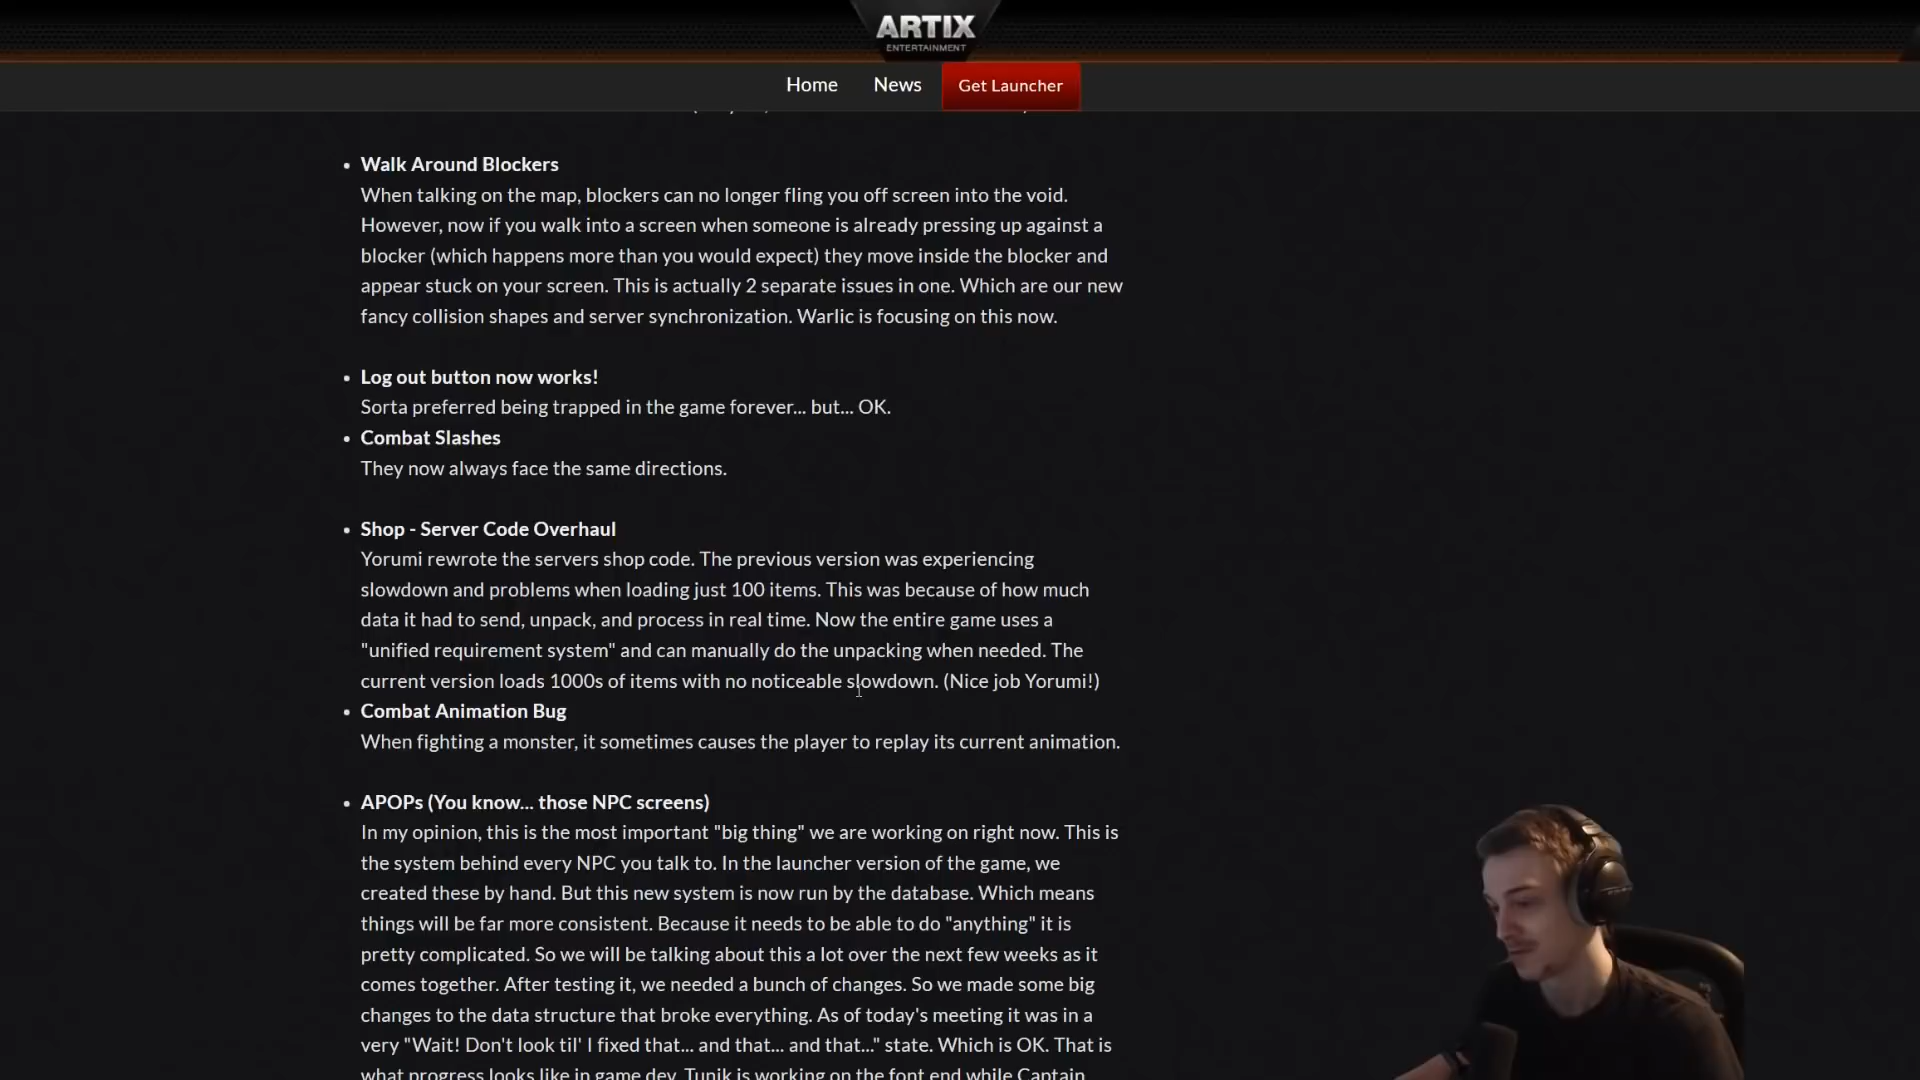 ARTIX
ENTERTAINMENT
Home News Get Launcher
Walk Around Blockers
When talking on the map, blockers can no longer fling you off screen into the void.
However, now if you walk into a screen when someone is already pressing up against a
blocker (which happens more than you would expect) they move inside the blocker and
appear stuck on your screen. This is actually 2 separate issues in one. Which are our new
fancy collision shapes and server synchronization. Warlic is focusing on this now.
Log out button now works!
Sorta preferred being trapped in the game forever... but... OK.
Combat Slashes
They now always face the same directions.
Shop - Server Code Overhaul
Yorumi rewrote the servers shop code. The previous version was experiencing
slowdown and problems when loading just 100 items. This was because of how much
data it had to send, unpack, and process in real time. Now the entire game uses a
"unified requirement system" and can manually do the unpacking when needed. The
current version loads 1000s of items with no noticeable slowdown. (Nice job Yorumi!)
Combat Animation Bug
When fighting a monster, it sometimes causes the player to replay its current animation.
APOPs (You know... those NPC screens)
In my opinion, this is the most important "big thing" we are working on right now. This is
the system behind every NPC you talk to. In the launcher version of the game, we
created these by hand. But this new system is now run by the database. Which means
things will be far more consistent. Because it needs to be able to do "anything" it is
pretty complicated. So we will be talking about this a lot over the next few weeks as it
comes together. After testing it, we needed a bunch of changes. So we made some big
changes to the data structure that broke everything. As of today's meeting it was in a
very "Wait! Don't look til' I fixed that... and that... and that..." state. Which is OK. That is
what progress looks like in game dev. Tunik is working on the font end while Captain